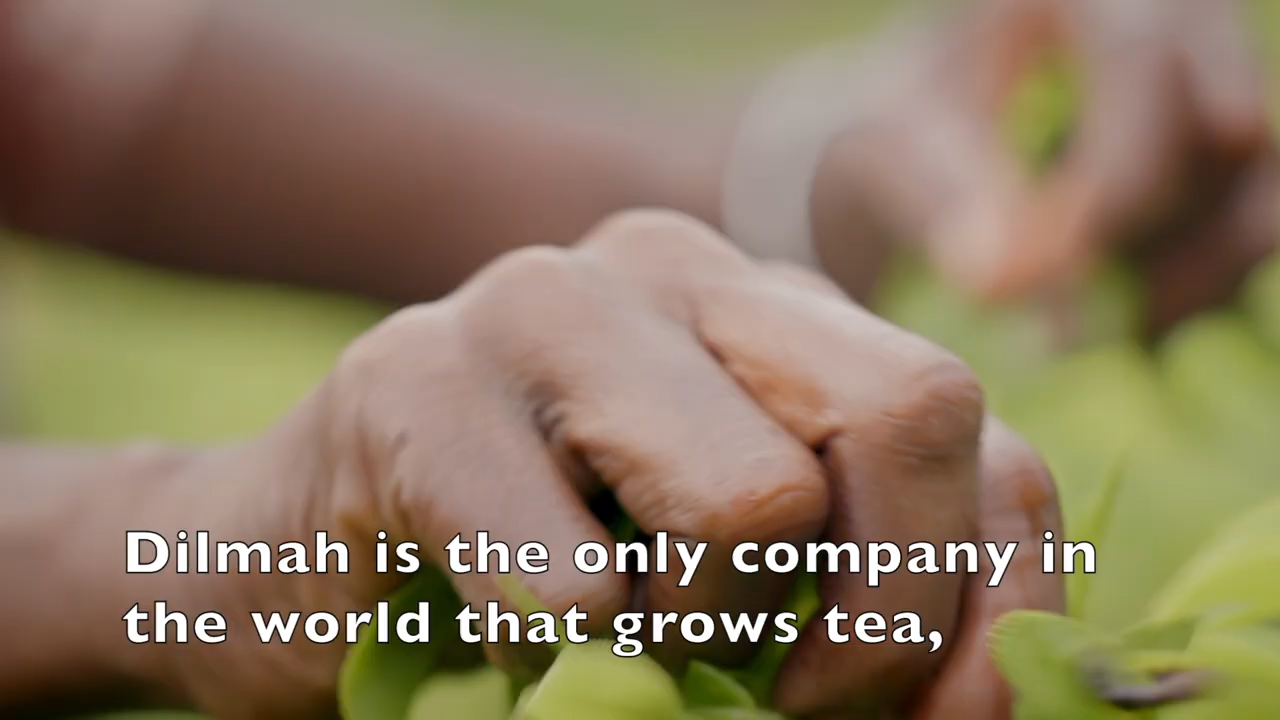 Dilmah is the only company in
the world that grows tea,